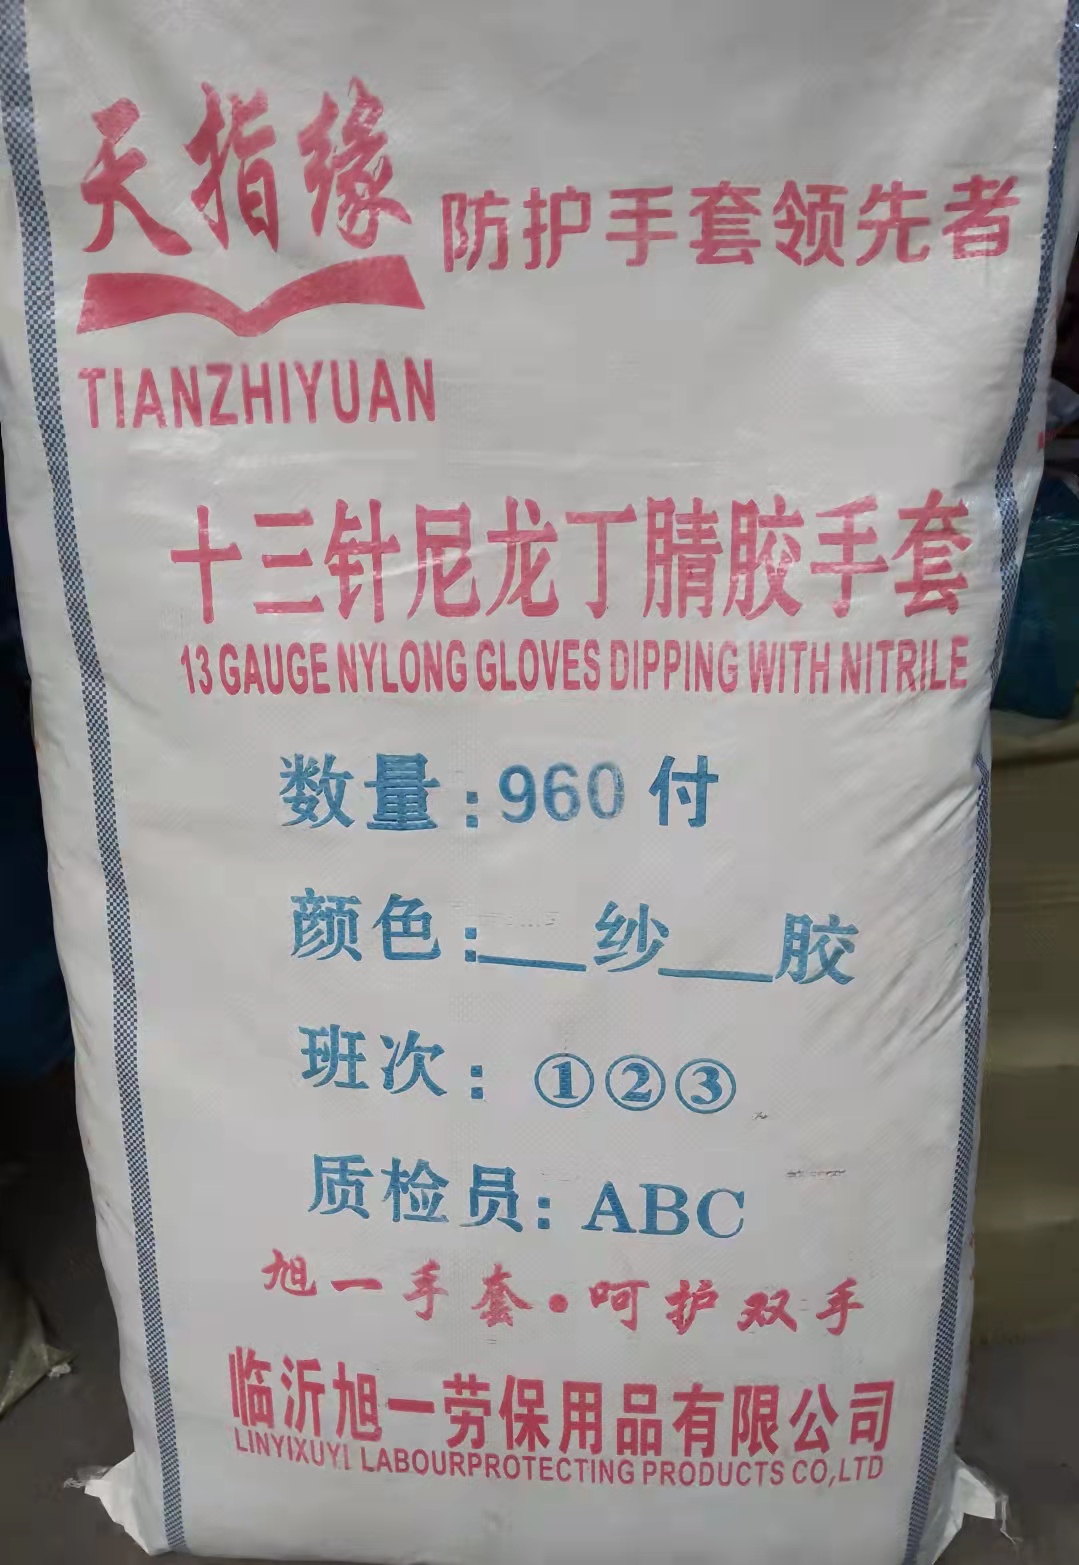 天指缘
防护手套领先者
TIANZHIYUAN
十三针尼龙丁腈胶手套
13 GAUGE NYLONG GLOVES DIPPING WITH NITRILE
数量:960付
颜色:___纱___胶
班次:①②③
质检员:ABC
旭一手套·呵护双手
临沂旭一劳保用品有限公司
LINYIXUYI LABOURPROTECTING PRODUCTS CO,LTD